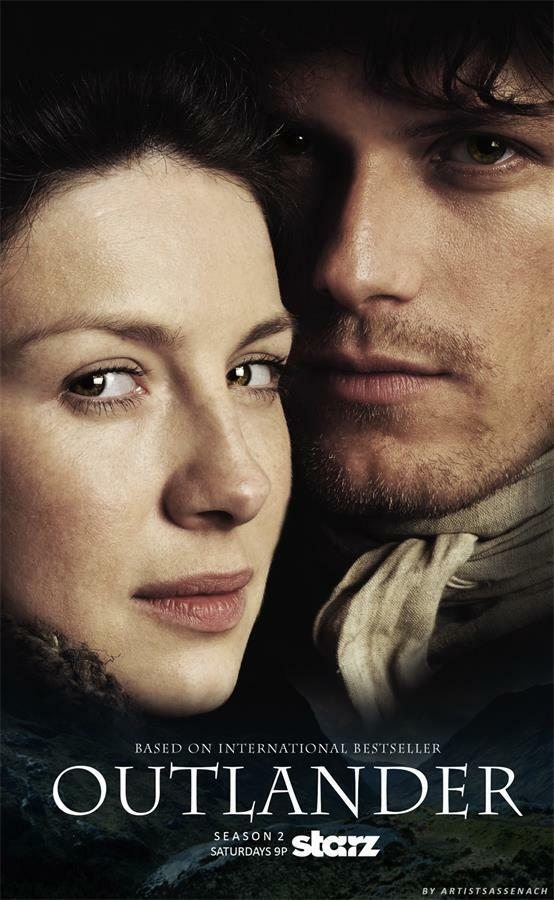 BASED ON INTERNATIONAL BESTSELLER
OUTLANDER
SEASON 2
SATURDAYS 9P starz
BY ARTISTSASSENACH